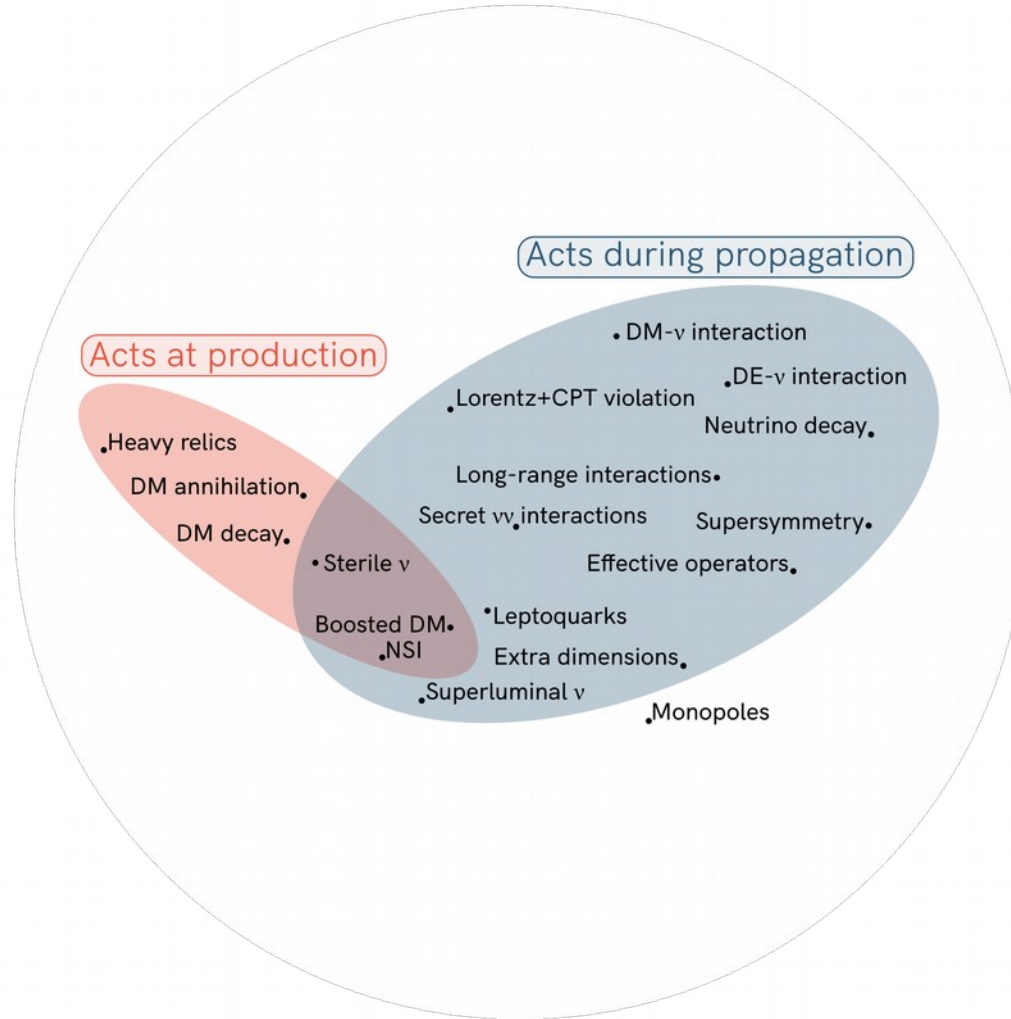 Acts during propagation
DM-ν interaction
Acts at production
DE-ν interaction
Lorentz+CPT violation
Neutrino decay
Heavy relics
Long-range interactions
DM annihilation
Secret νν interactions
Supersymmetry
DM decay
Sterile ν
Effective operators
Leptoquarks
Boosted DM
NSI
Extra dimensions
Superluminal ν
Monopoles